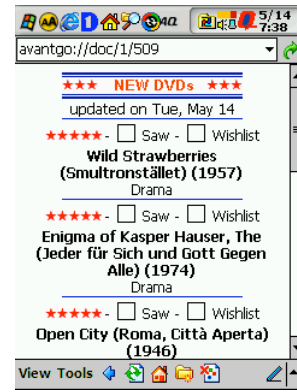 4Ω 5/14
7:38
avantgo://doc/1/509
★★★ NEW DVDs ★★★
updated on Tue, May 14
★★★★★- Saw - Wishlist
Wild Strawberries
(Smultronstället) (1957)
Drama
★★★★★- Saw - Wishlist
Enigma of Kasper Hauser, The
(Jeder für Sich und Gott Gegen
Alle) (1974)
Drama
★★★★★- Saw - Wishlist
Open City (Roma, Città Aperta)
(1946)
View Tools